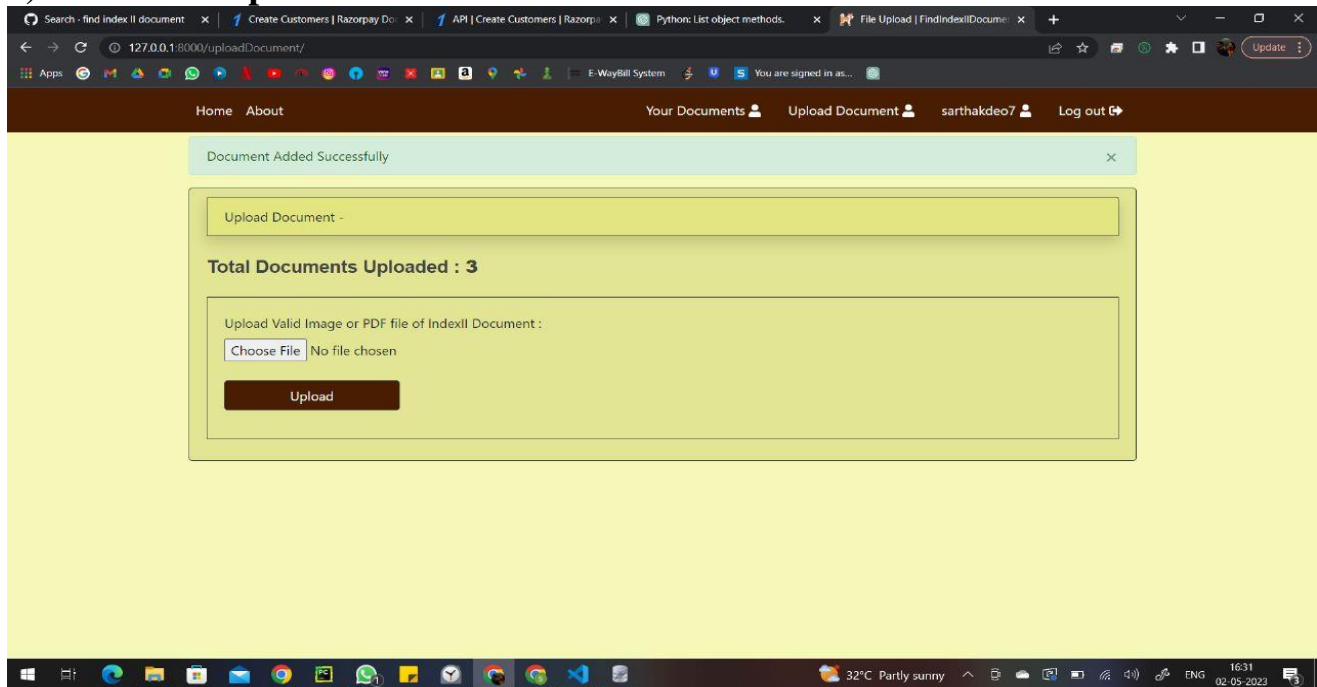 Search - find index II document
Create Customers | Razorpay Do
API | Create Customers | Razorpa
Python: List object methods.
File Upload | FindIndexIIDocume
127.0.0.1:8000/uploadDocument/
Update
Apps
E-WayBill System
You are signed in as...
Home About
Your Documents
Upload Document
sarthakdeo7
Log out
Document Added Successfully
Upload Document -
Total Documents Uploaded : 3
Upload Valid Image or PDF file of IndexII Document :
Choose File No file chosen
Upload
32°C Partly sunny
ENG
16:31
02-05-2023